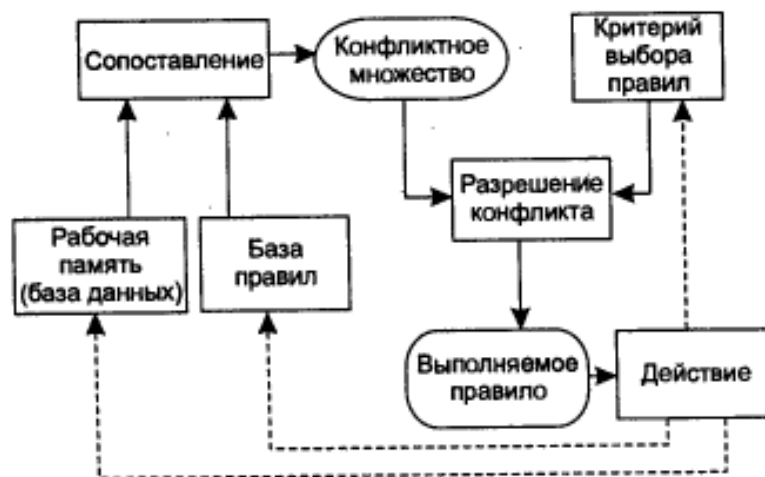 Сопоставление
Конфликтное
множество
Критерий
выбора
правил
Разрешение
конфликта
Рабочая
память
(база данных)
База
правил
Выполняемое
правило
Действие